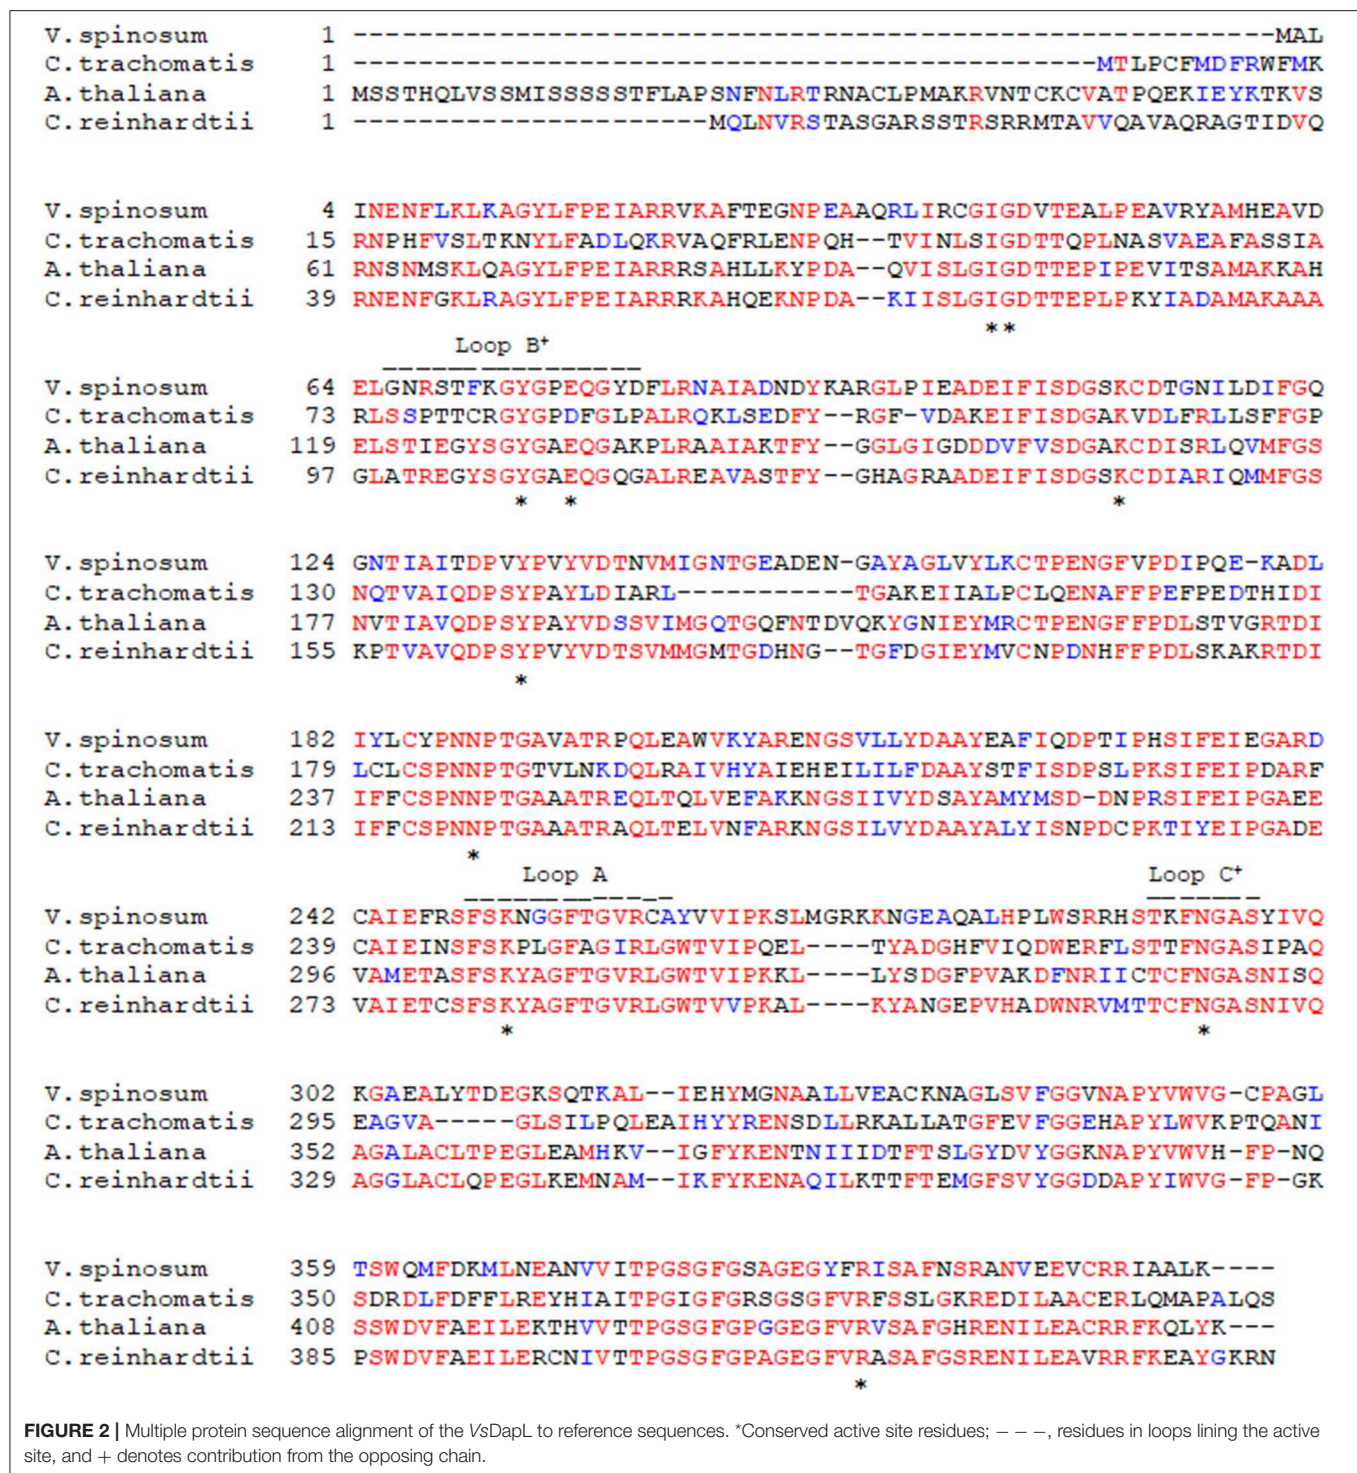 V.spinosum 1 ---------------------------------------------------------MAL
C.trachomatis 1 ----------------------------------------------MTLPCFMDFRWFMK
A.thaliana 1 MSSTHQLVSSMISSSSSSTFLAPSNFNLRTRNACLPMAKRVNTCKCVATPQEKIEYKTKVS
C.reinhardtii 1 ----------------------MQLNVRSTASGARSSTRSRRMTAVVQAVAQRAGTIDVQ
V.spinosum 4 INENFLKLKAGYLFPEIARRVKAFTEGNPEAAQRLIRCGIGDVTEALPEAVRYAMHEAVD
C.trachomatis 15 RNPHFVSLTKNYLFADLQKRVAQFRLENPQH--TVINLSIGDTTQPLNASVAEAFASSIA
A.thaliana 61 RNSNMSKLQAGYLFPEIARRRSAHLLKYPDA--QVISLGIGDTTEPIPEVITSAMAKKAH
C.reinhardtii 39 RNENFGKLRAGYLFPEIARRRKAHQEKNPDA--KIISLGIGDTTEPLPKYIADAMAKAAA
**
Loop B+
V.spinosum 64 ELGNRSTFKGYGPEQGYDFLRNAIADNDYKARGLPIEADEIFISDGSKCDTGNILDIFGQ
C.trachomatis 73 RLSSPTTCRGYGPDFGLPALRQKLSEDFY--RGF-VDAKEIFISDGAKVDLFRLLSFFGP
A.thaliana 119 ELSTIEGYSGYGAEQGAKPLRAAIAKTFY--GGLGIGDDDVFVSDGAKCDISRLQVMFGS
C.reinhardtii 97 GLATREGYSGYGAEQGQGALREAVASTFY--GHAGRAADEIFISDGSKCDIARIQMMFGS
* * *
V.spinosum 124 GNTIAITDPVYPVYVDTNVMIGNTGEADEN-GAYAGLVYLKCTPENGFVPDIPQE-KADL
C.trachomatis 130 NQTVAIQDPSYPAYLDIARL-----------TGAKEIIALPCLQENAFFPEFPEDTHIDI
A.thaliana 177 NVTIAVQDPSYPAYVDSSVIMGQTGQFNTDVQKYGNIEYMRCTPENGFFPDLSTVGRTDI
C.reinhardtii 155 KPTVAVQDPSYPVYVDTSVMMGMTGDHNG--TGFDGIEYMVCNPDNHFFPDLSKAKRTDI
*
V.spinosum 182 IYLCYPNNPTGAVATRPQLEAWVKYARENGSVLLYDAAYEAFIQDPTIPHSIFEIEGARD
C.trachomatis 179 LCLCSPNNPTGTVLNKDQLRAIVHYAIEHEILILFDAAYSTFISDPSLPKSIFEIPDARF
A.thaliana 237 IFFCSPNNPTGAAATREQLTQLVEFAKKNGSIIVYDSAYAMYMSD-DNPRSIFEIPGAEE
C.reinhardtii 213 IFFCSPNNPTGAAATRAQLTELVNFARKNGSILVYDAAYALYISNPDCPKTIYEIPGADE
*
Loop A Loop C+
V.spinosum 242 CAIEFRSFSKNGGFTGVRCAYVVIPKSLMGRKKNGEAQALHPLWSRRHSTKFNGASYIVQ
C.trachomatis 239 CAIEINSFSKPLGFAGIRLGWTVIPQEL----TYADGHFVIQDWERFLSTTFNGASIPAQ
A.thaliana 296 VAMETASFSKYAGFTGVRLGWTVIPKKL----LYSDGFPVAKDFNRIICTCFNGASNISQ
C.reinhardtii 273 VAIETCSFSKYAGFTGVRLGWTVVPKAL----KYANGEPVHADWNRVMTTCFNGASNIVQ
* *
V.spinosum 302 KGAEALYTDEGKSQTKAL--IEHYMGNAALLVEACKNAGLSVFGGVNAPYVWVG-CPAGL
C.trachomatis 295 EAGVA-----GLSILPQLEAIHYYRENSDLLRKALLATGFEVFGGEHAPYLWVKPTQANI
A.thaliana 352 AGALACLTPEGLEAMHKV--IGFYKENTNIIIDTFTSLGYDVYGGKNAPYVWVH-FP-NQ
C.reinhardtii 329 AGGLACLQPEGLKEMNAM--IKFYKENAQILKTTFTEMGFSVYGGDDAPYIWVG-FP-GK
V.spinosum 359 TSWQMFDKMLNEANVVITPGSGFGSAGEGYFRISAFNSRANVEEVCRRIAALK----
C.trachomatis 350 SDRDLFDFFLREYHIAITPGIGFGRSGSGFVRFSSLGKREDILAACERLQMAPALQS
A.thaliana 408 SSWDVFAEILEKTHVVTTPGSGFGPGGEGFVRVSAFGHRENILEACRRFKQLYK---
C.reinhardtii 385 PSWDVFAEILERCNIVTTPGSGFGPAGEGFVRASAFGSRENILEAVRRFKEAYGKRN
*
FIGURE 2 | Multiple protein sequence alignment of the VsDapL to reference sequences. *Conserved active site residues; – – –, residues in loops lining the active
site, and + denotes contribution from the opposing chain.